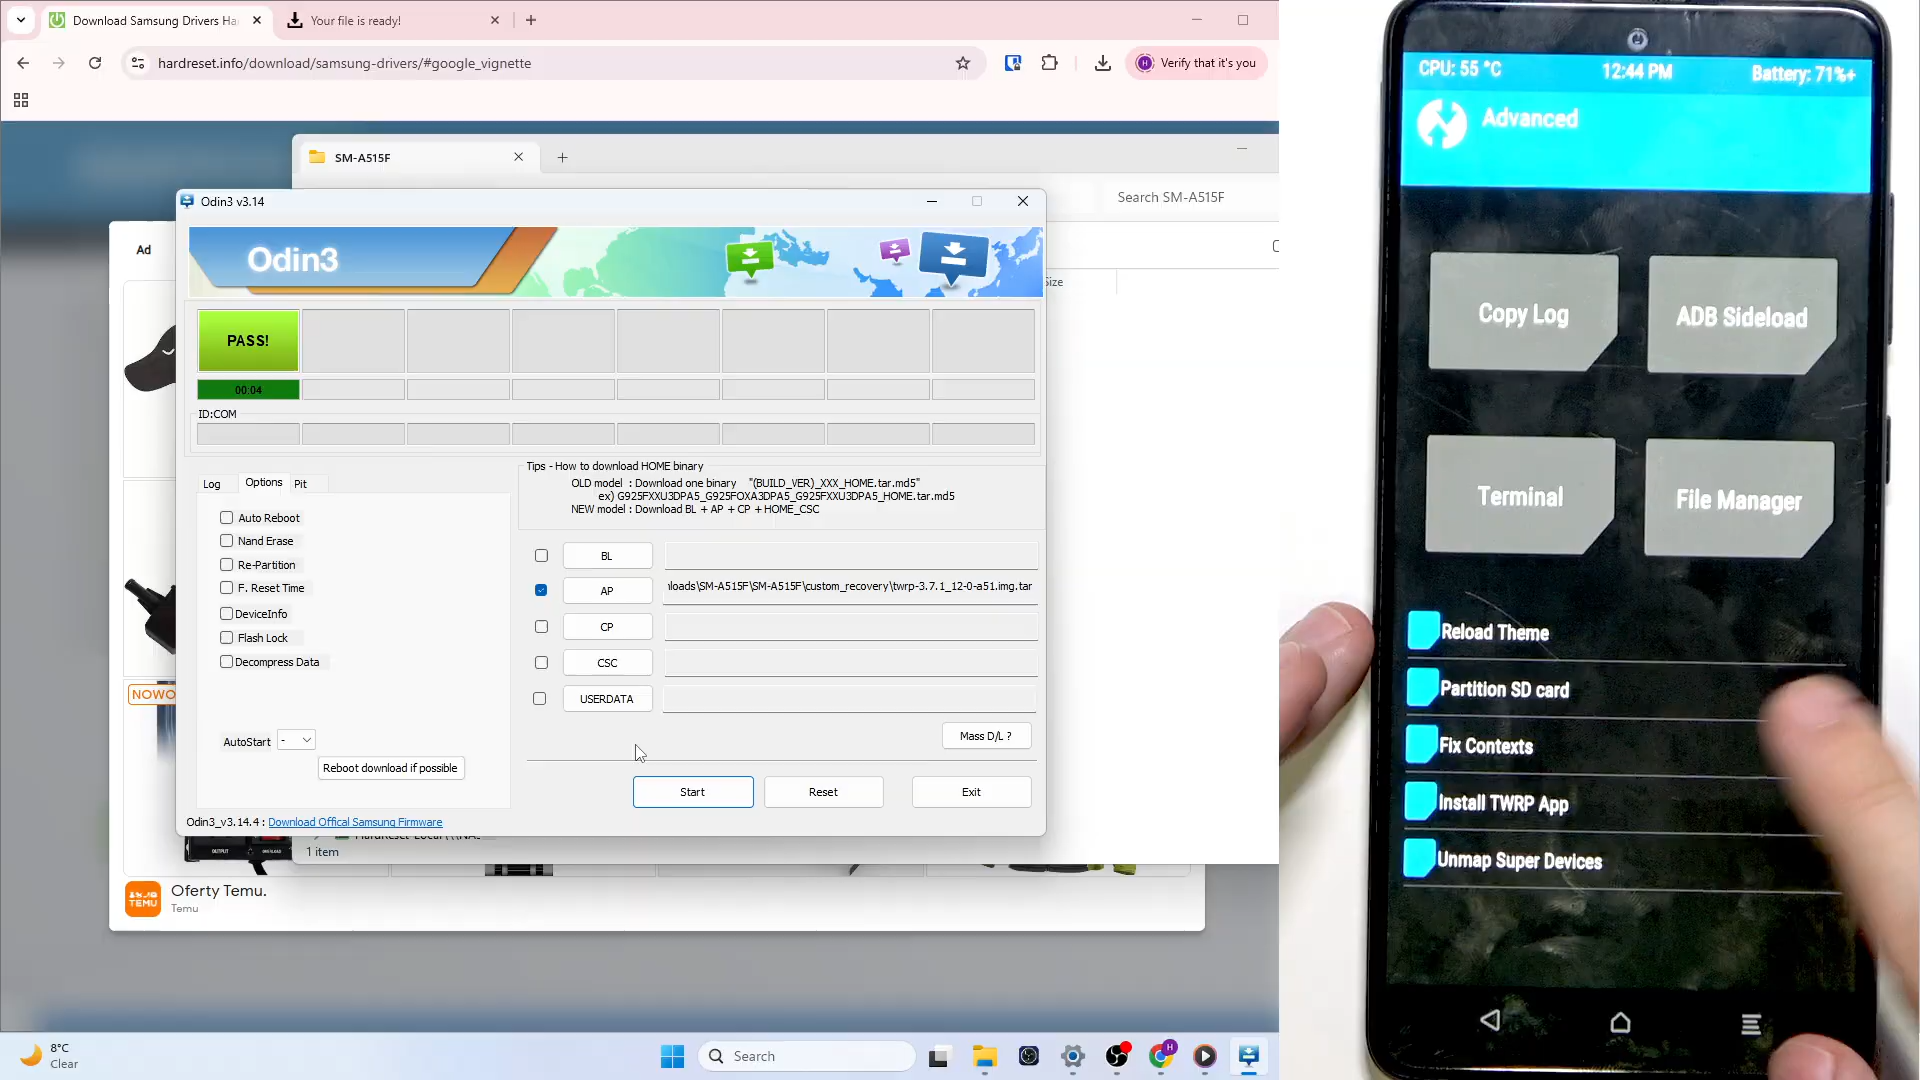 Download Samsung Drivers Ha
Your file is ready!
hardreset.info/download/samsung-drivers/#google_vignette
Verify that it's you
SM-A515F
Search SM-A515F
Ad
Odin3 v3.14
Odin3
PASS!
00:04
ID:COM
Log
Options
Pit
Auto Reboot
Nand Erase
Re-Partition
F. Reset Time
DeviceInfo
Flash Lock
Decompress Data
AutoStart
-
Reboot download if possible
Tips - How to download HOME binary
OLD model : Download one binary "(BUILD_VER)_XXX_HOME.tar.md5"
ex) G925FXXU3DPA5_G925FOXA3DPA5_G925FXXU3DPA5_HOME.tar.md5
NEW model : Download BL + AP + CP + HOME_CSC
BL
AP
loads\SM-A515F\SM-A515F\custom_recovery\twrp-3.7.1_12-0-a51.img.tar
CP
CSC
USERDATA
Mass D/L ?
Start
Reset
Exit
Odin3_v3.14.4 : Download Offical Samsung Firmware
1 item
NOWO
OUTPUT
TEMU
Oferty Temu.
Temu
8°C
Clear
Search
H
CPU: 55 °C
12:44 PM
Battery: 71%+
Advanced
Copy Log
ADB Sideload
Terminal
File Manager
Reload Theme
Partition SD card
Fix Contexts
Install TWRP App
Unmap Super Devices